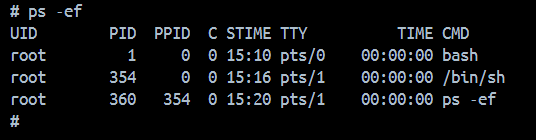 # ps -ef
UID PID PPID C STIME TTY TIME CMD
root 1 0 0 15:10 pts/0 00:00:00 bash
root 354 0 0 15:16 pts/1 00:00:00 /bin/sh
root 360 354 0 15:20 pts/1 00:00:00 ps -ef
#